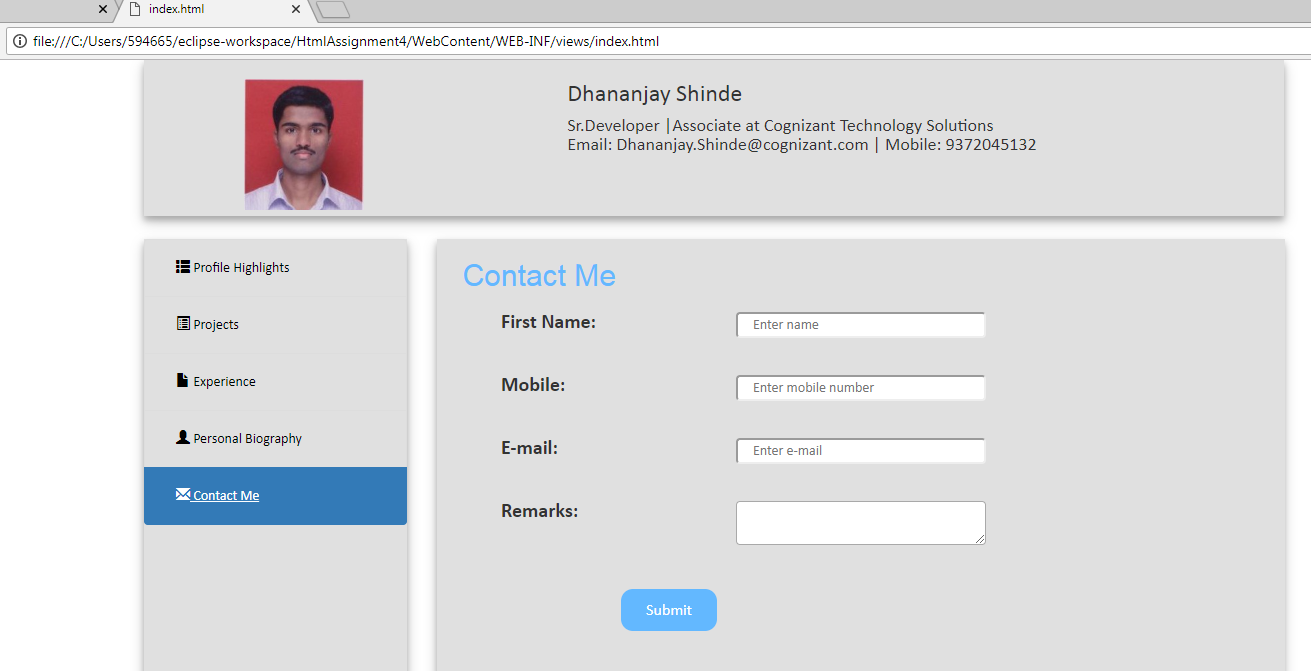 index.html
file:///C:/Users/594665/eclipse-workspace/HtmlAssignment4/WebContent/WEB-INF/views/index.html
Dhananjay Shinde
Sr.Developer |Associate at Cognizant Technology Solutions
Email: Dhananjay.Shinde@cognizant.com | Mobile: 9372045132
Profile Highlights
Projects
Experience
Personal Biography
Contact Me
Contact Me
First Name:
Enter name
Mobile:
Enter mobile number
E-mail:
Enter e-mail
Remarks:
Submit